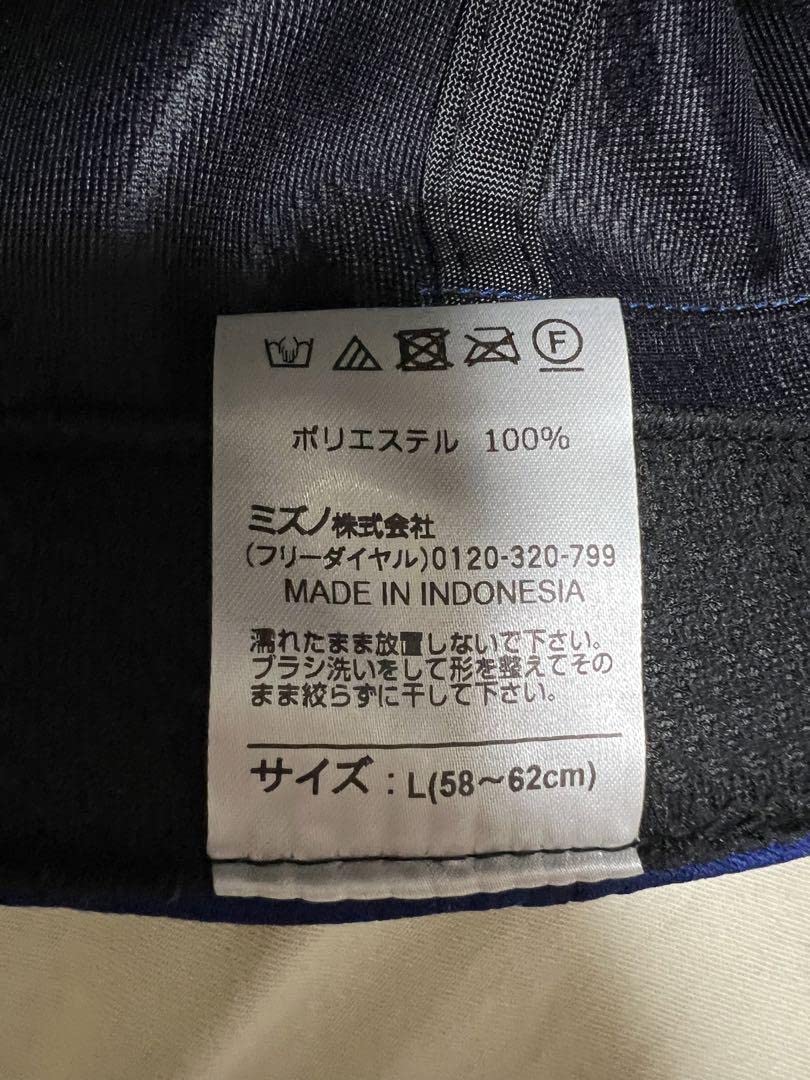 F
ポリエステル 100%
ミズノ株式会社
(フリーダイヤル)0120-320-799
MADE IN INDONESIA
濡れたまま放置しないで下さい。
ブラシ洗いをして形を整えてその
まま絞らずに干して下さい。
サイズ：L(58～62cm)